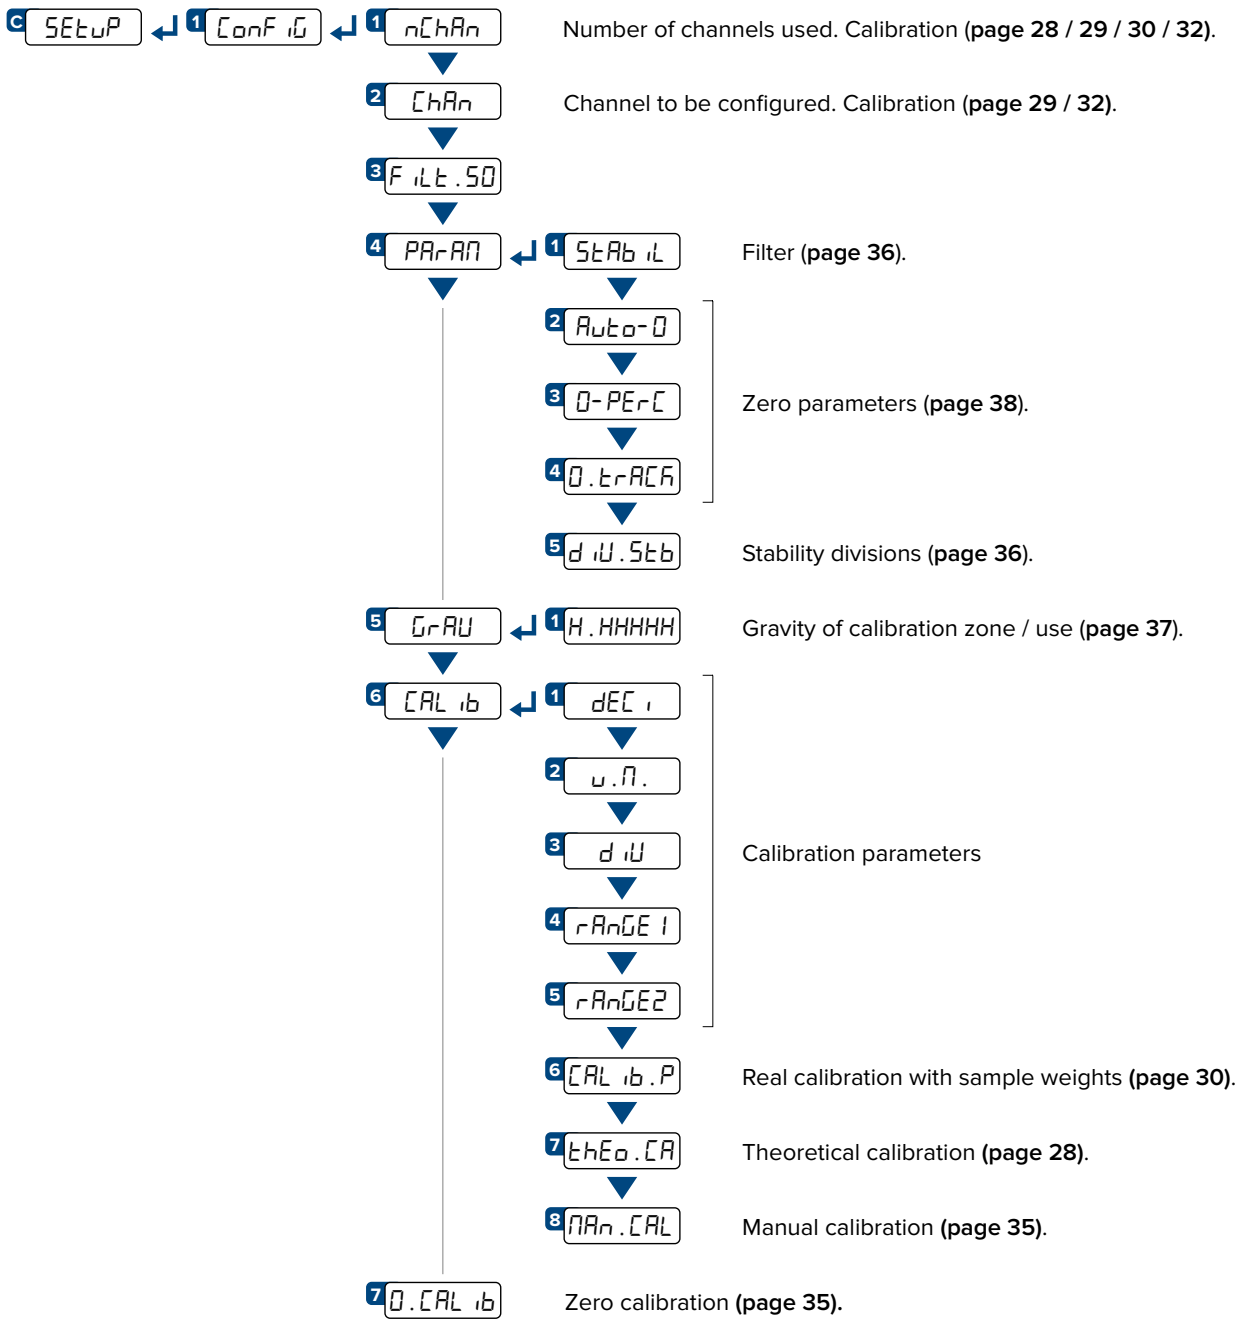 C SEtuP 1 ConFiG 1 nChAn Number of channels used. Calibration (page 28 / 29 / 30 / 32).
2 ChAn Channel to be configured. Calibration (page 29 / 32).
3 FiLt.50
4 PArAM 1 StAbiL Filter (page 36).
2 Auto-0
3 0-PErC Zero parameters (page 38).
4 0.trACK
5 diV.Stb Stability divisions (page 36).
5 GrAV 1 H.HHHHH Gravity of calibration zone / use (page 37).
6 CALib 1 dECi
2 u.M.
3 diV Calibration parameters
4 rAnGE1
5 rAnGE2
6 CALib.P Real calibration with sample weights (page 30).
7 thEo.CA Theoretical calibration (page 28).
8 MAn.CAL Manual calibration (page 35).
7 0.CALib Zero calibration (page 35).